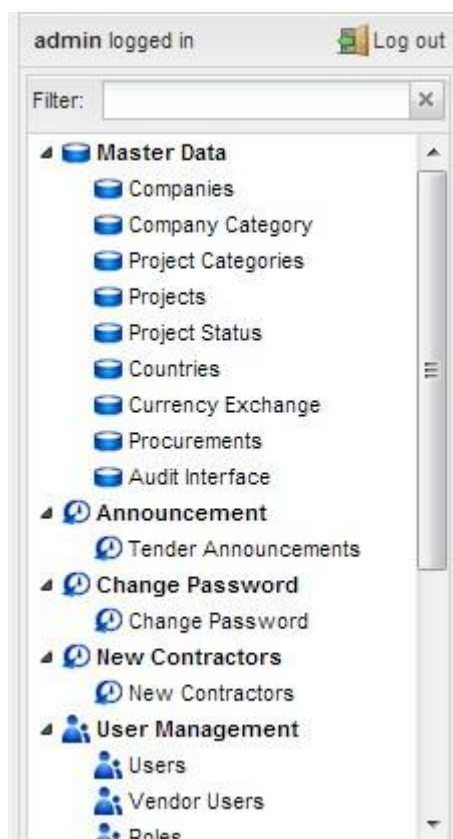 admin logged in Log out
Filter:
Master Data
Companies
Company Category
Project Categories
Projects
Project Status
Countries
Currency Exchange
Procurements
Audit Interface
Announcement
Tender Announcements
Change Password
Change Password
New Contractors
New Contractors
User Management
Users
Vendor Users
Roles